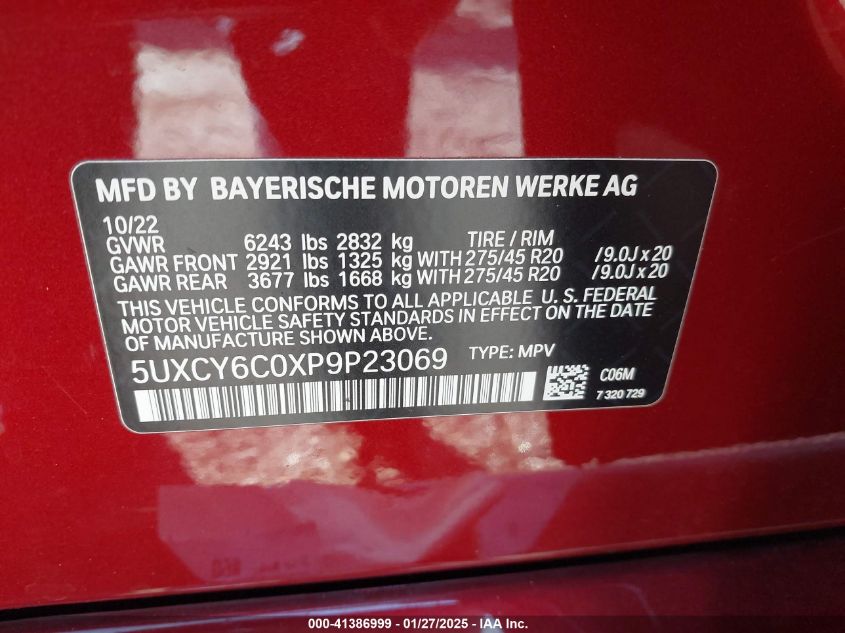 MFD BY BAYERISCHE MOTOREN WERKE AG
10/22
GVWR 6243 lbs 2832 kg TIRE / RIM
GAWR FRONT 2921 lbs 1325 kg WITH 275/45 R20 /9.0J x 20
GAWR REAR 3677 lbs 1668 kg WITH 275/45 R20 /9.0J x 20
THIS VEHICLE CONFORMS TO ALL APPLICABLE U. S. FEDERAL
MOTOR VEHICLE SAFETY STANDARDS IN EFFECT ON THE DATE
OF MANUFACTURE SHOWN ABOVE.
5UXCY6C0XP9P23069 TYPE: MPV
C06M
7 320 729
000-41386999 - 01/27/2025 - IAA Inc.